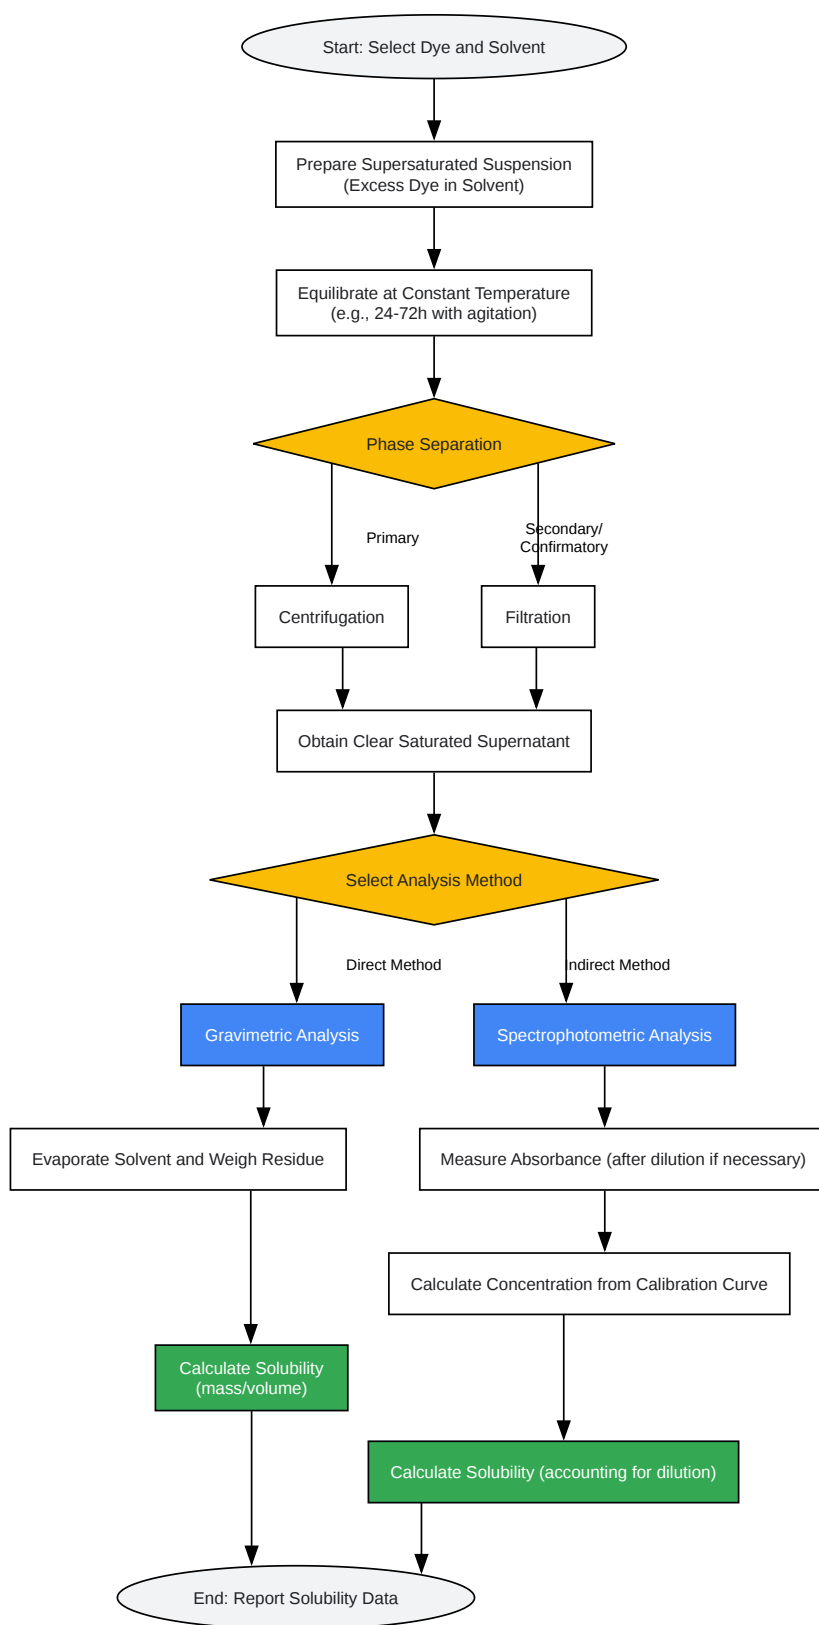 Start: Select Dye and Solvent
Prepare Supersaturated Suspension
(Excess Dye in Solvent)
Equilibrate at Constant Temperature
(e.g., 24-72h with agitation)
Phase Separation
Primary
Secondary/
Confirmatory
Centrifugation
Filtration
Obtain Clear Saturated Supernatant
Select Analysis Method
Direct Method
Indirect Method
Gravimetric Analysis
Spectrophotometric Analysis
Evaporate Solvent and Weigh Residue
Measure Absorbance (after dilution if necessary)
Calculate Concentration from Calibration Curve
Calculate Solubility
(mass/volume)
Calculate Solubility (accounting for dilution)
End: Report Solubility Data